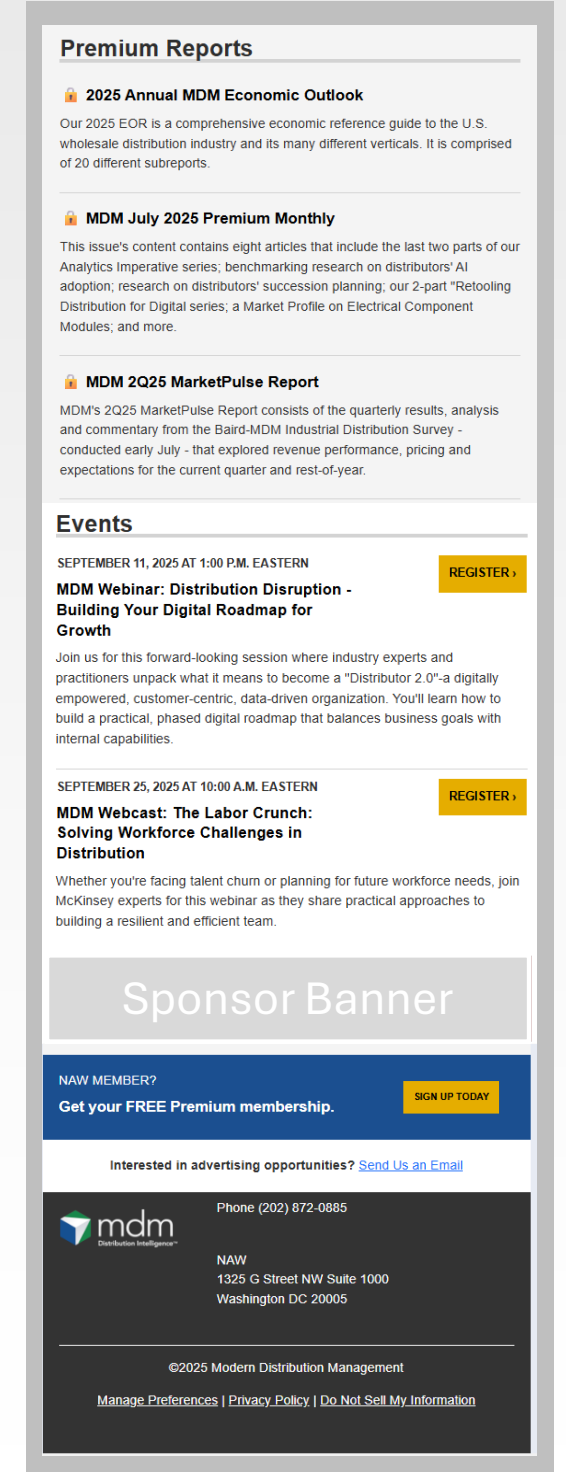 Premium Reports
2025 Annual MDM Economic Outlook
Our 2025 EOR is a comprehensive economic reference guide to the U.S.
wholesale distribution industry and its many different verticals. It is comprised
of 20 different subreports.
MDM July 2025 Premium Monthly
This issue's content contains eight articles that include the last two parts of our
Analytics Imperative series; benchmarking research on distributors' AI
adoption; research on distributors' succession planning; our 2-part "Retooling
Distribution for Digital series; a Market Profile on Electrical Component
Modules; and more.
MDM 2Q25 MarketPulse Report
MDM's 2Q25 MarketPulse Report consists of the quarterly results, analysis
and commentary from the Baird-MDM Industrial Distribution Survey -
conducted early July - that explored revenue performance, pricing and
expectations for the current quarter and rest-of-year.
Events
SEPTEMBER 11, 2025 AT 1:00 P.M. EASTERN
REGISTER ›
MDM Webinar: Distribution Disruption -
Building Your Digital Roadmap for
Growth
Join us for this forward-looking session where industry experts and
practitioners unpack what it means to become a "Distributor 2.0"-a digitally
empowered, customer-centric, data-driven organization. You'll learn how to
build a practical, phased digital roadmap that balances business goals with
internal capabilities.
SEPTEMBER 25, 2025 AT 10:00 A.M. EASTERN
REGISTER ›
MDM Webcast: The Labor Crunch:
Solving Workforce Challenges in
Distribution
Whether you're facing talent churn or planning for future workforce needs, join
McKinsey experts for this webinar as they share practical approaches to
building a resilient and efficient team.
Sponsor Banner
NAW MEMBER?
Get your FREE Premium membership.
SIGN UP TODAY
Interested in advertising opportunities? Send Us an Email
mdm
Distribution Intelligence™
Phone (202) 872-0885
NAW
1325 G Street NW Suite 1000
Washington DC 20005
©2025 Modern Distribution Management
Manage Preferences | Privacy Policy | Do Not Sell My Information